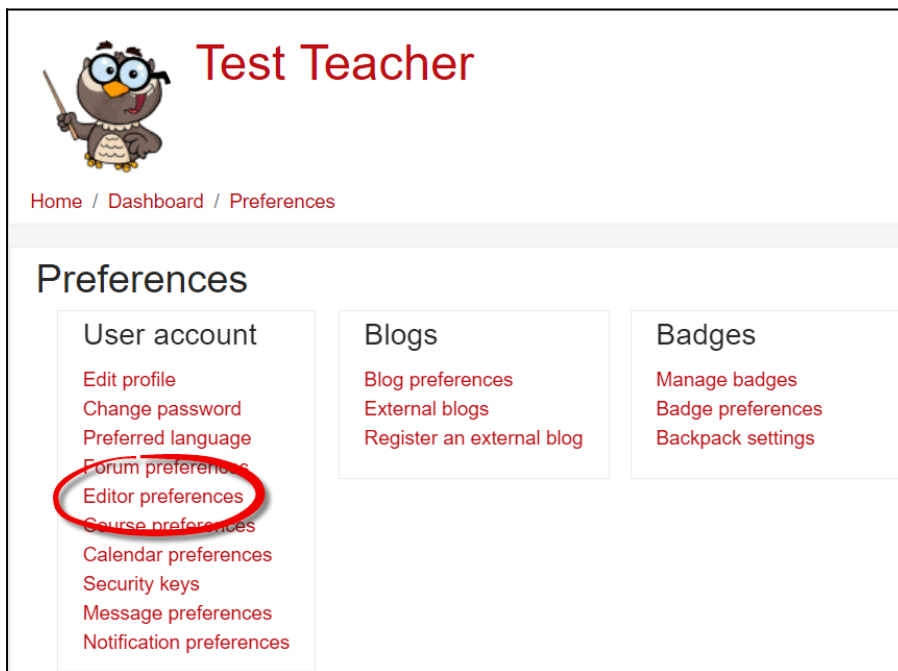 Test Teacher
Home / Dashboard / Preferences
Preferences
User account
Edit profile
Change password
Preferred language
Forum preferences
Editor preferences
Course preferences
Calendar preferences
Security keys
Message preferences
Notification preferences
Blogs
Blog preferences
External blogs
Register an external blog
Badges
Manage badges
Badge preferences
Backpack settings